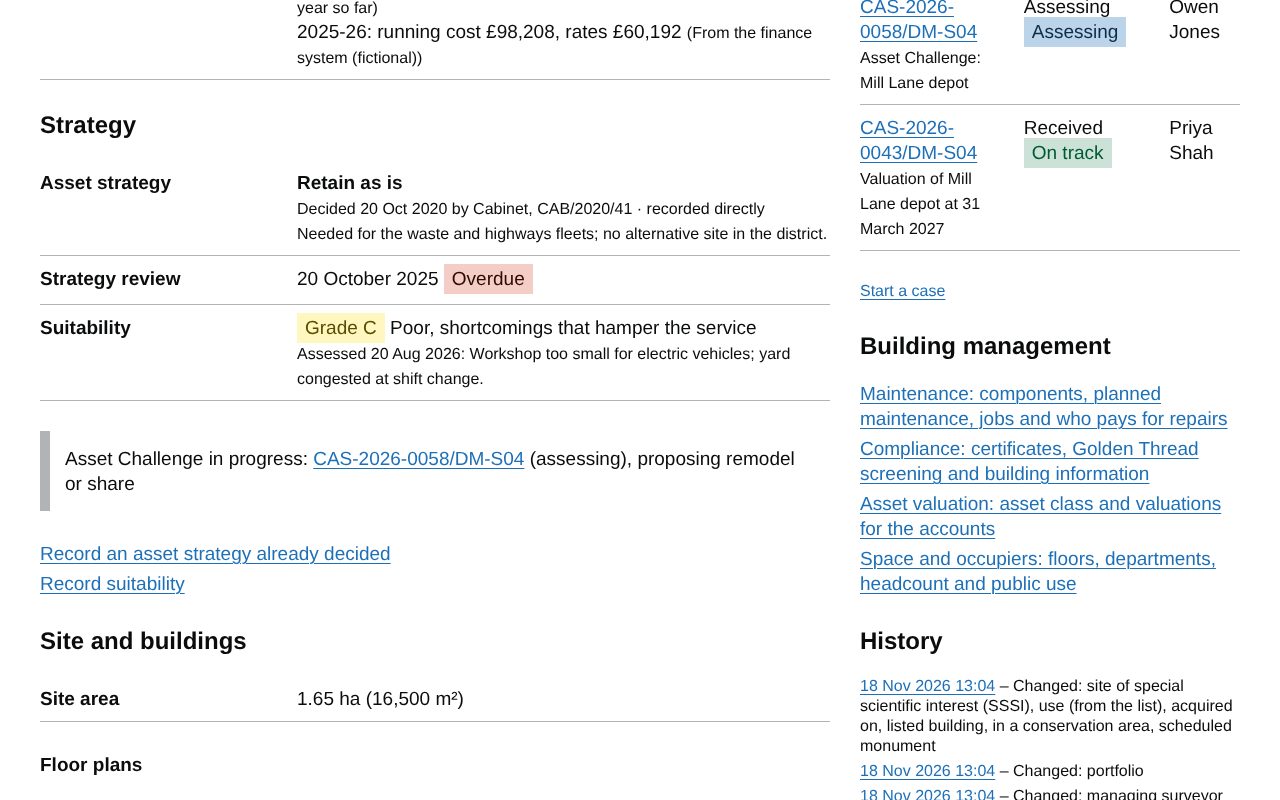 year so far)
2025-26: running cost £98,208, rates £60,192 (From the finance
system (fictional))
Strategy
Asset strategy
Retain as is
Decided 20 Oct 2020 by Cabinet, CAB/2020/41 · recorded directly
Needed for the waste and highways fleets; no alternative site in the district.
Strategy review
20 October 2025 Overdue
Suitability
Grade C Poor, shortcomings that hamper the service
Assessed 20 Aug 2026: Workshop too small for electric vehicles; yard
congested at shift change.
Asset Challenge in progress: CAS-2026-0058/DM-S04 (assessing), proposing remodel
or share
Record an asset strategy already decided
Record suitability
Site and buildings
Site area
1.65 ha (16,500 m²)
Floor plans
CAS-2026-
0058/DM-S04
Asset Challenge:
Mill Lane depot
Assessing
Assessing
Owen
Jones
CAS-2026-
0043/DM-S04
Valuation of Mill
Lane depot at 31
March 2027
Received
On track
Priya
Shah
Start a case
Building management
Maintenance: components, planned
maintenance, jobs and who pays for repairs
Compliance: certificates, Golden Thread
screening and building information
Asset valuation: asset class and valuations
for the accounts
Space and occupiers: floors, departments,
headcount and public use
History
18 Nov 2026 13:04 – Changed: site of special
scientific interest (SSSI), use (from the list), acquired
on, listed building, in a conservation area, scheduled
monument
18 Nov 2026 13:04 – Changed: portfolio
18 Nov 2026 13:04 – Changed: managing surveyor